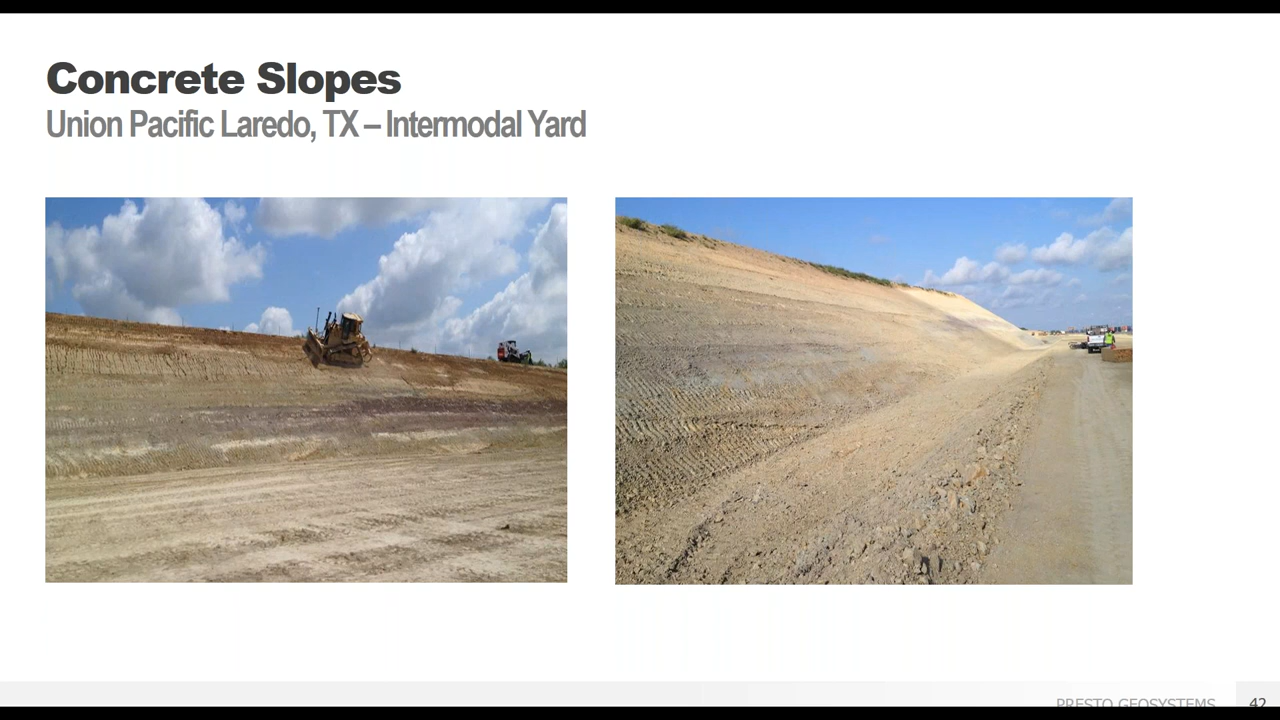 Concrete Slopes
Union Pacific Laredo, TX – Intermodal Yard
PRESTO GEOSYSTEMS
42